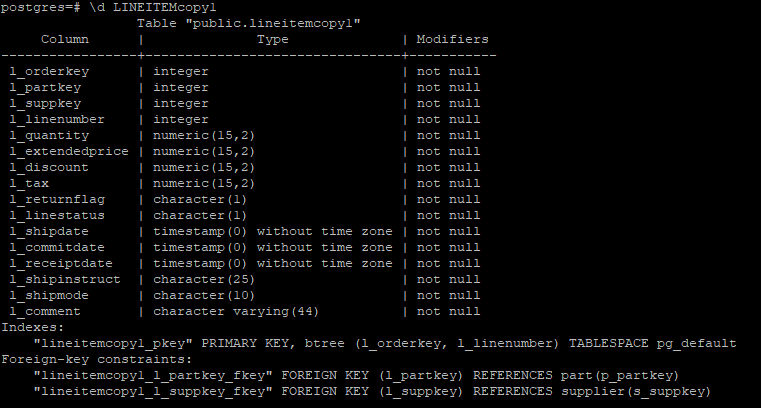 postgres=# \d LINEITEMcopy1
                 Table "public.lineitemcopy1"
     Column      |              Type              | Modifiers
-----------------+--------------------------------+-----------
 l_orderkey      | integer                        | not null
 l_partkey       | integer                        | not null
 l_suppkey       | integer                        | not null
 l_linenumber    | integer                        | not null
 l_quantity      | numeric(15,2)                  | not null
 l_extendedprice | numeric(15,2)                  | not null
 l_discount      | numeric(15,2)                  | not null
 l_tax           | numeric(15,2)                  | not null
 l_returnflag    | character(1)                   | not null
 l_linestatus    | character(1)                   | not null
 l_shipdate      | timestamp(0) without time zone | not null
 l_commitdate    | timestamp(0) without time zone | not null
 l_receiptdate   | timestamp(0) without time zone | not null
 l_shipinstruct  | character(25)                  | not null
 l_shipmode      | character(10)                  | not null
 l_comment       | character varying(44)          | not null
Indexes:
    "lineitemcopy1_pkey" PRIMARY KEY, btree (l_orderkey, l_linenumber) TABLESPACE pg_default
Foreign-key constraints:
    "lineitemcopy1_l_partkey_fkey" FOREIGN KEY (l_partkey) REFERENCES part(p_partkey)
    "lineitemcopy1_l_suppkey_fkey" FOREIGN KEY (l_suppkey) REFERENCES supplier(s_suppkey)